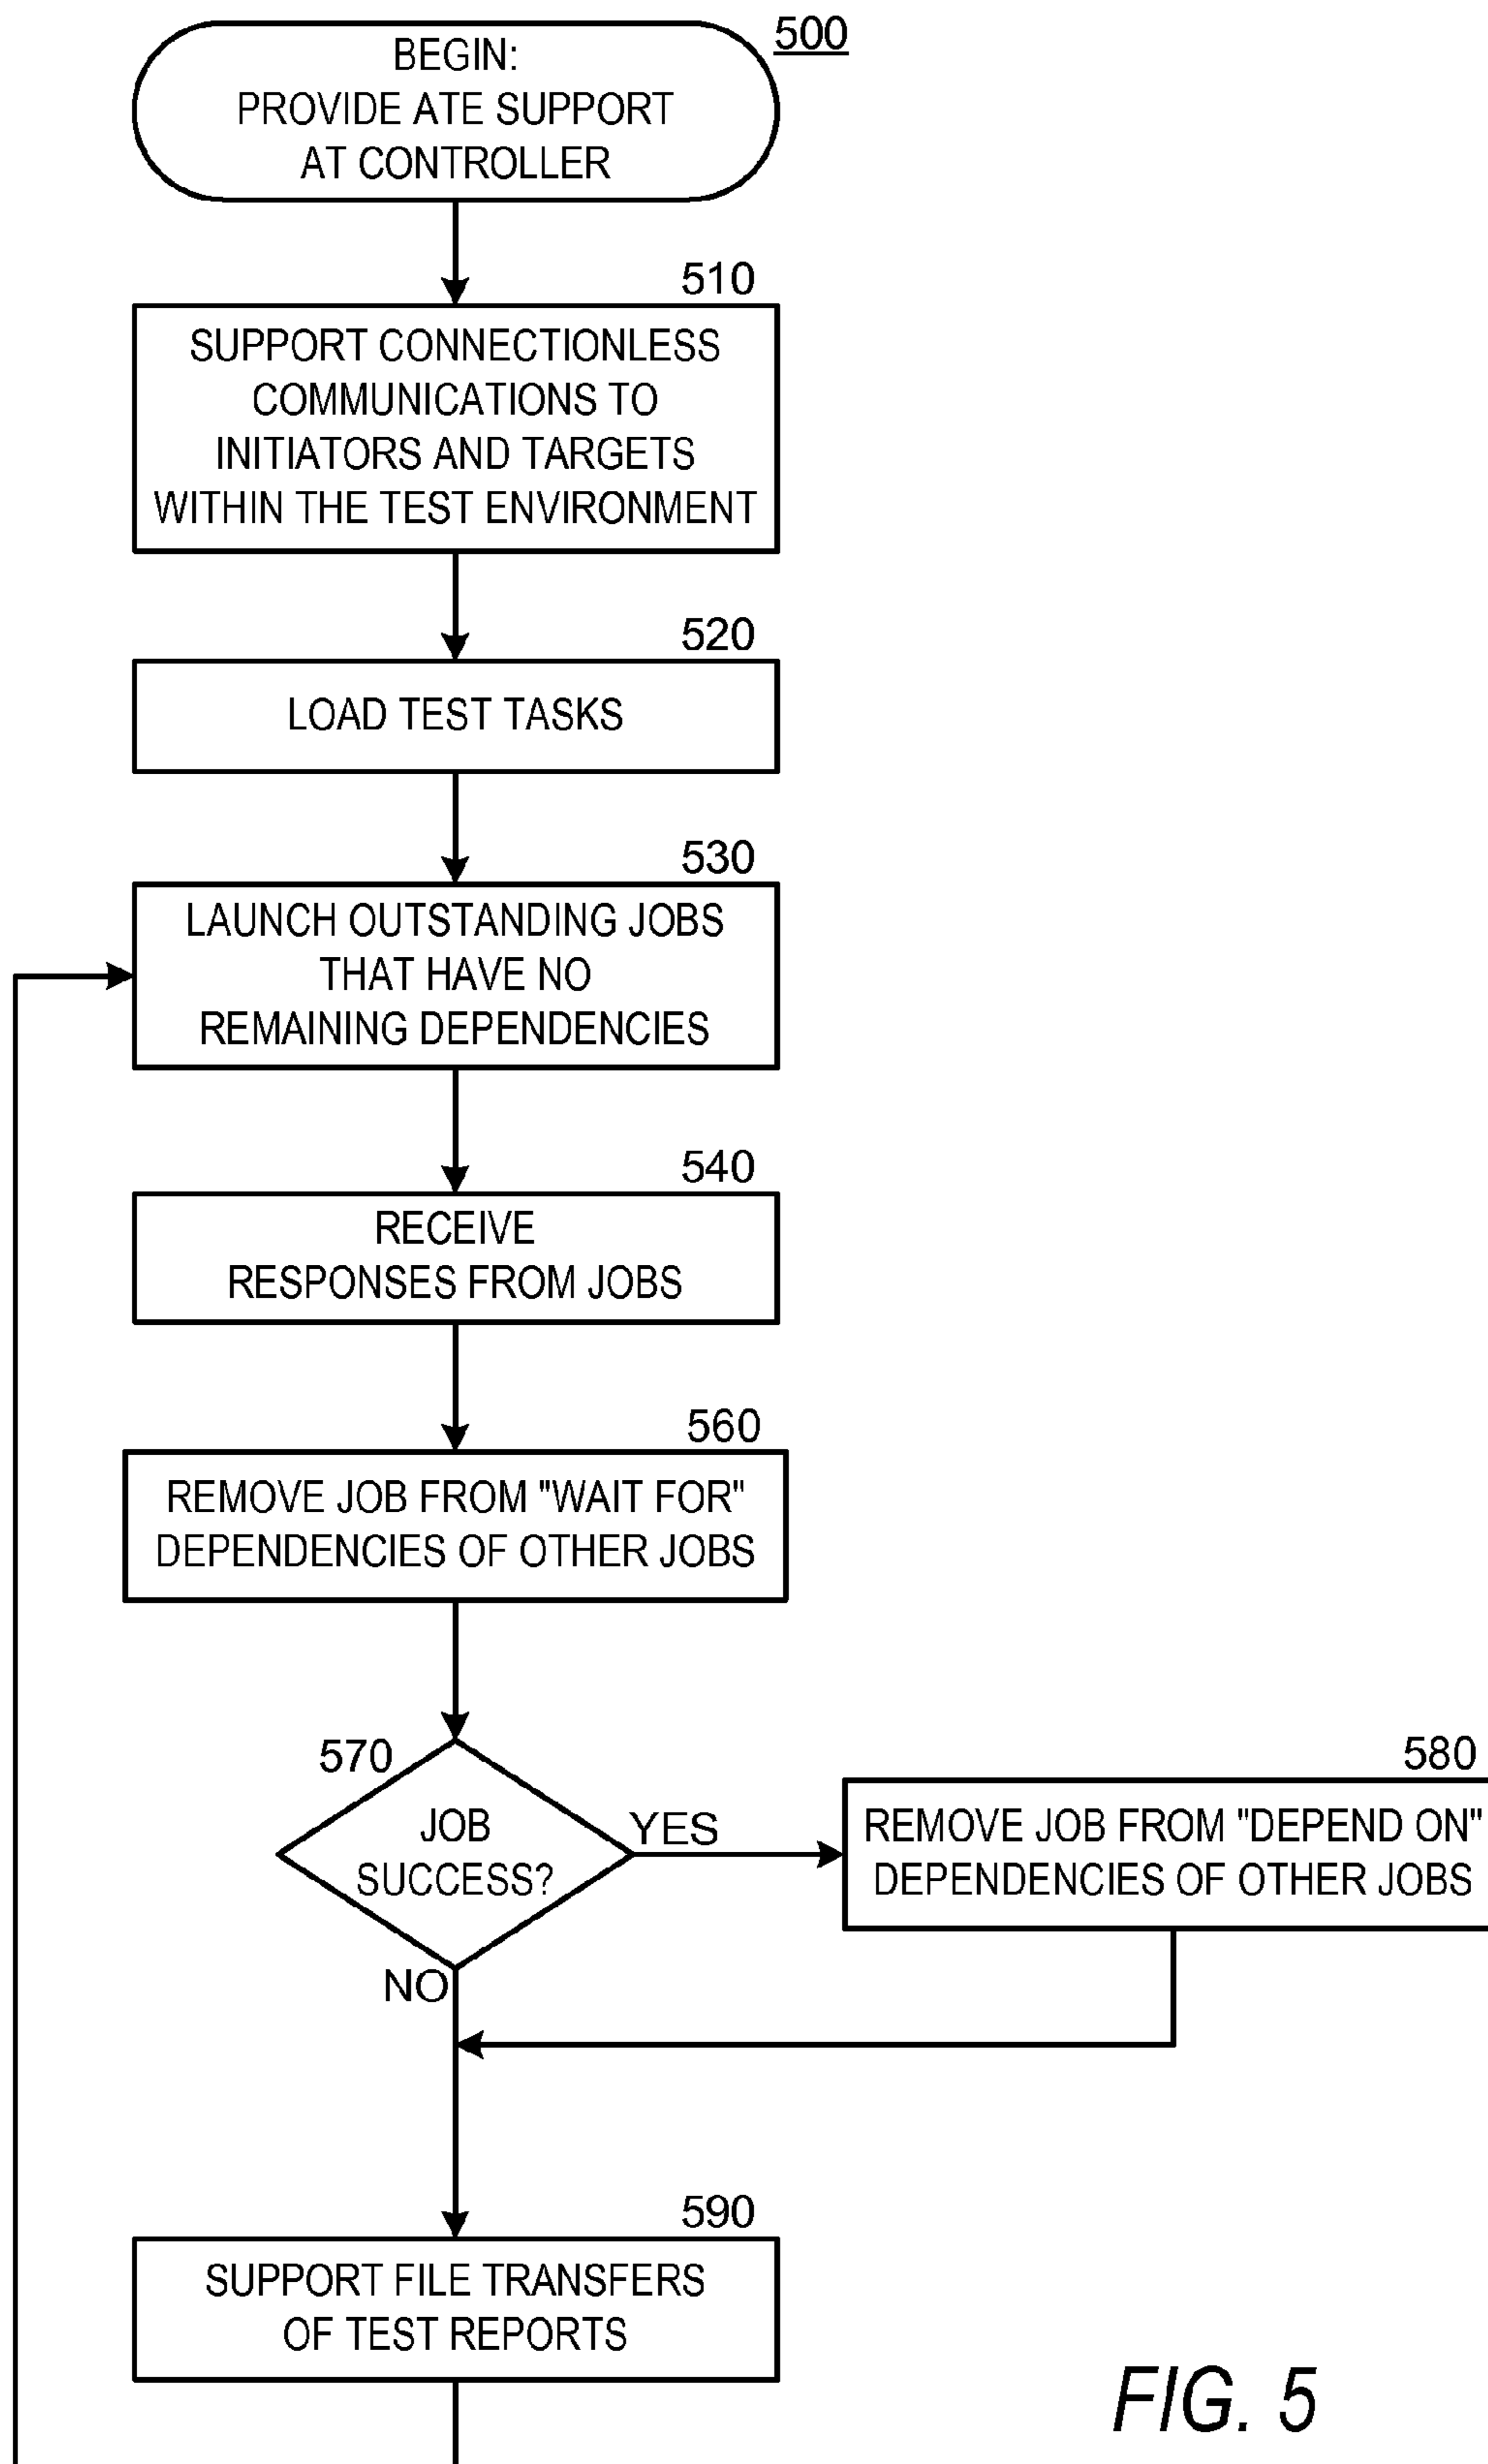 500
BEGIN:
PROVIDE ATE SUPPORT
AT CONTROLLER
510
SUPPORT CONNECTIONLESS
COMMUNICATIONS TO
INITIATORS AND TARGETS
WITHIN THE TEST ENVIRONMENT
520
LOAD TEST TASKS
530
LAUNCH OUTSTANDING JOBS
THAT HAVE NO
REMAINING DEPENDENCIES
540
RECEIVE
RESPONSES FROM JOBS
560
REMOVE JOB FROM "WAIT FOR"
DEPENDENCIES OF OTHER JOBS
570
JOB
SUCCESS?
YES
NO
580
REMOVE JOB FROM "DEPEND ON"
DEPENDENCIES OF OTHER JOBS
590
SUPPORT FILE TRANSFERS
OF TEST REPORTS
FIG. 5